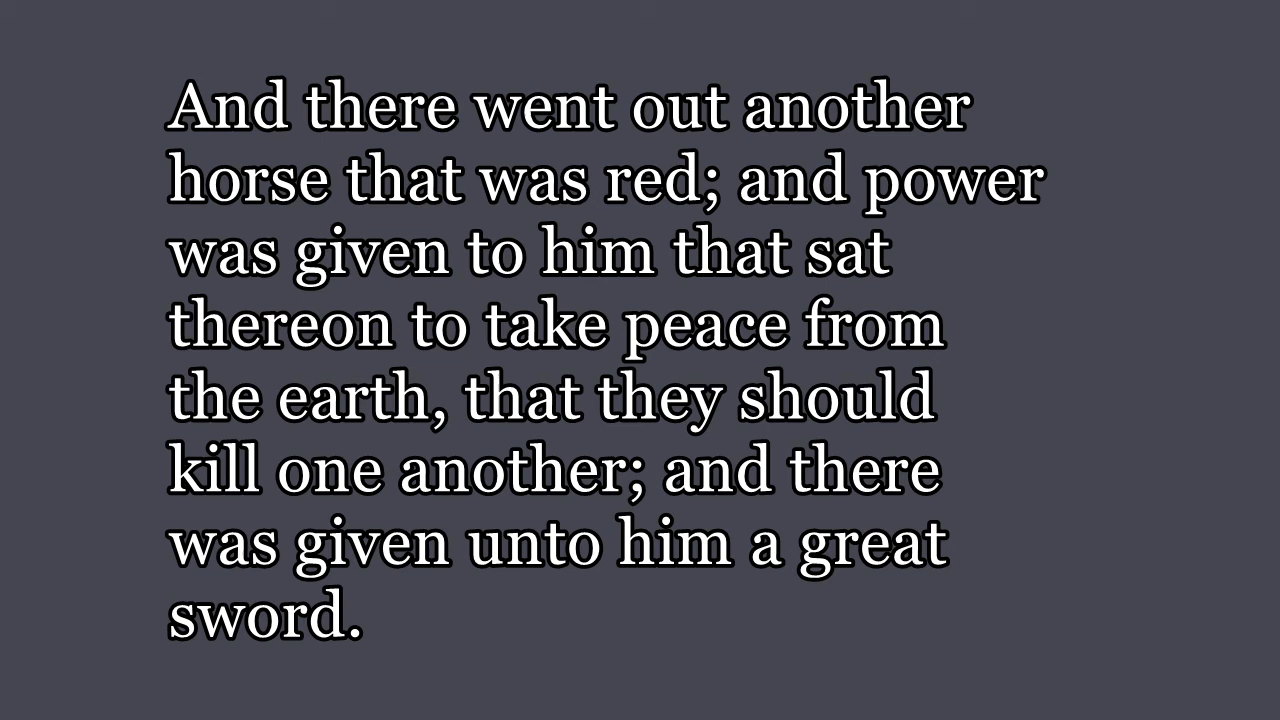 And there went out another
horse that was red; and power
was given to him that sat
thereon to take peace from
the earth, that they should
kill one another; and there
was given unto him a great
sword.